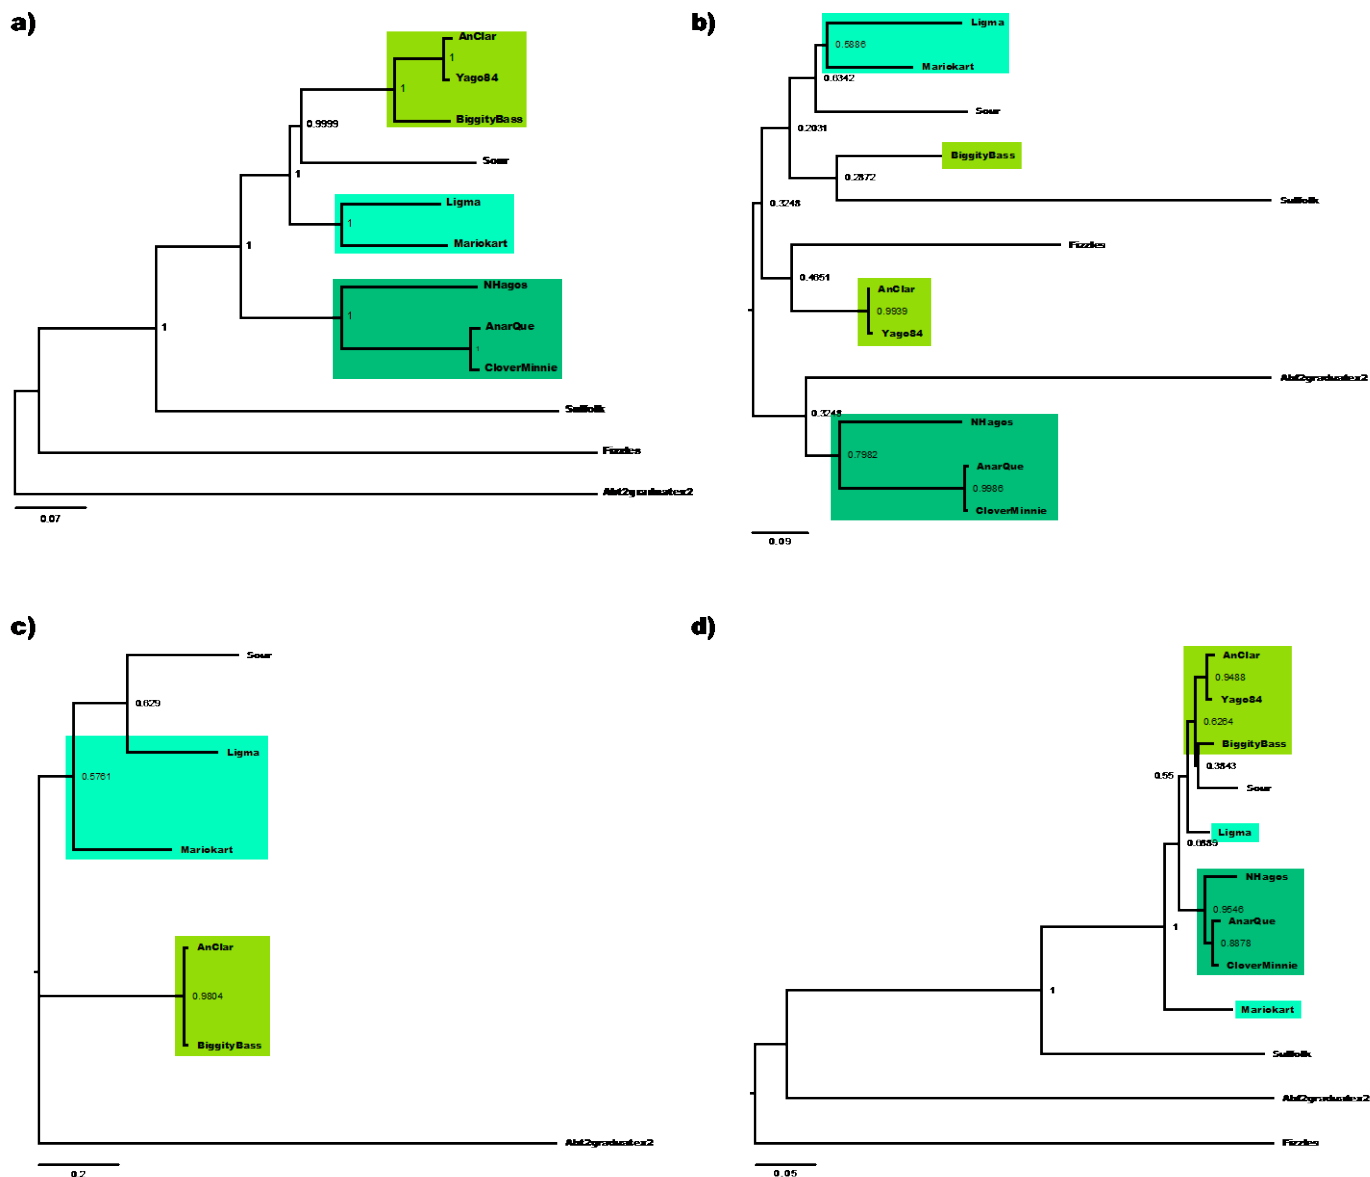 a)
AnClar
1
Yago84
1
BiggityBass
0.9999
Sour
1
Ligma
1
Mariokart
1
NHagos
1
AnarQue
1
CloverMinnie
1
Suffolk
Fizzles
Abt2graduatex2
0.07
b)
Ligma
0.5886
Mariokart
0.6342
Sour
0.2031
BiggityBass
0.2872
Suffolk
0.3248
Fizzles
0.4651
AnClar
0.9939
Yago84
Abt2graduatex2
0.3248
NHagos
0.7982
AnarQue
0.9986
CloverMinnie
0.09
c)
Sour
0.629
Ligma
0.5761
Mariokart
AnClar
0.9804
BiggityBass
Abt2graduatex2
0.2
d)
AnClar
0.9488
Yago84
0.6264
BiggityBass
0.3843
0.55
Sour
Ligma
0.6885
NHagos
0.9546
AnarQue
1
0.8878
CloverMinnie
1
Mariokart
Suffolk
Abt2graduatex2
Fizzles
0.05